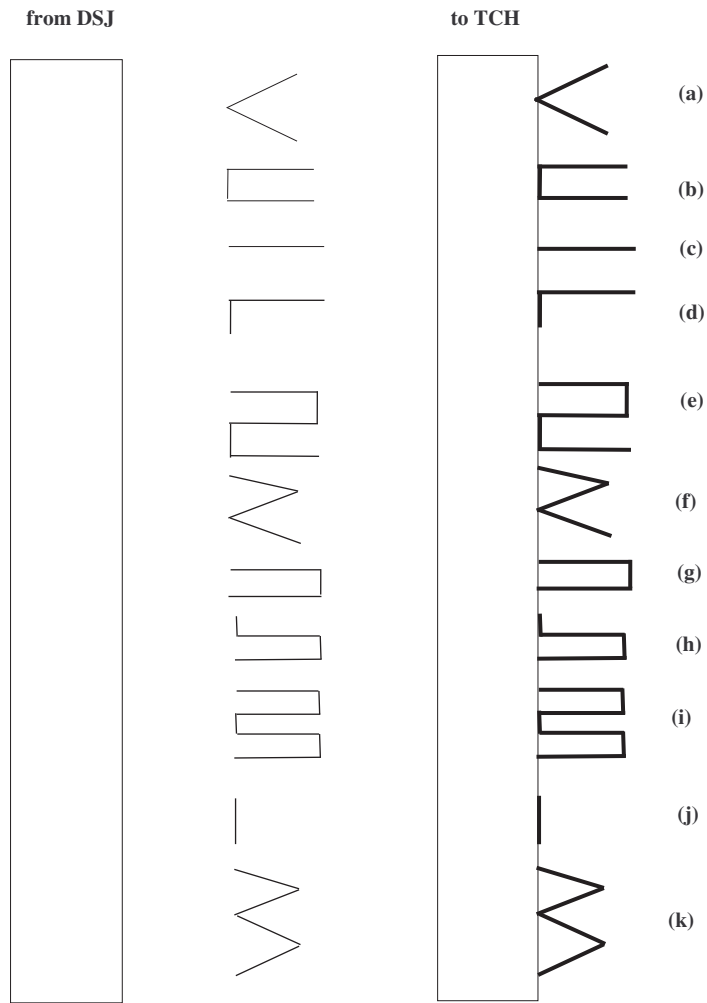 from DSJ
to TCH
(a)
(b)
(c)
(d)
(e)
(f)
(g)
(h)
(i)
(j)
(k)